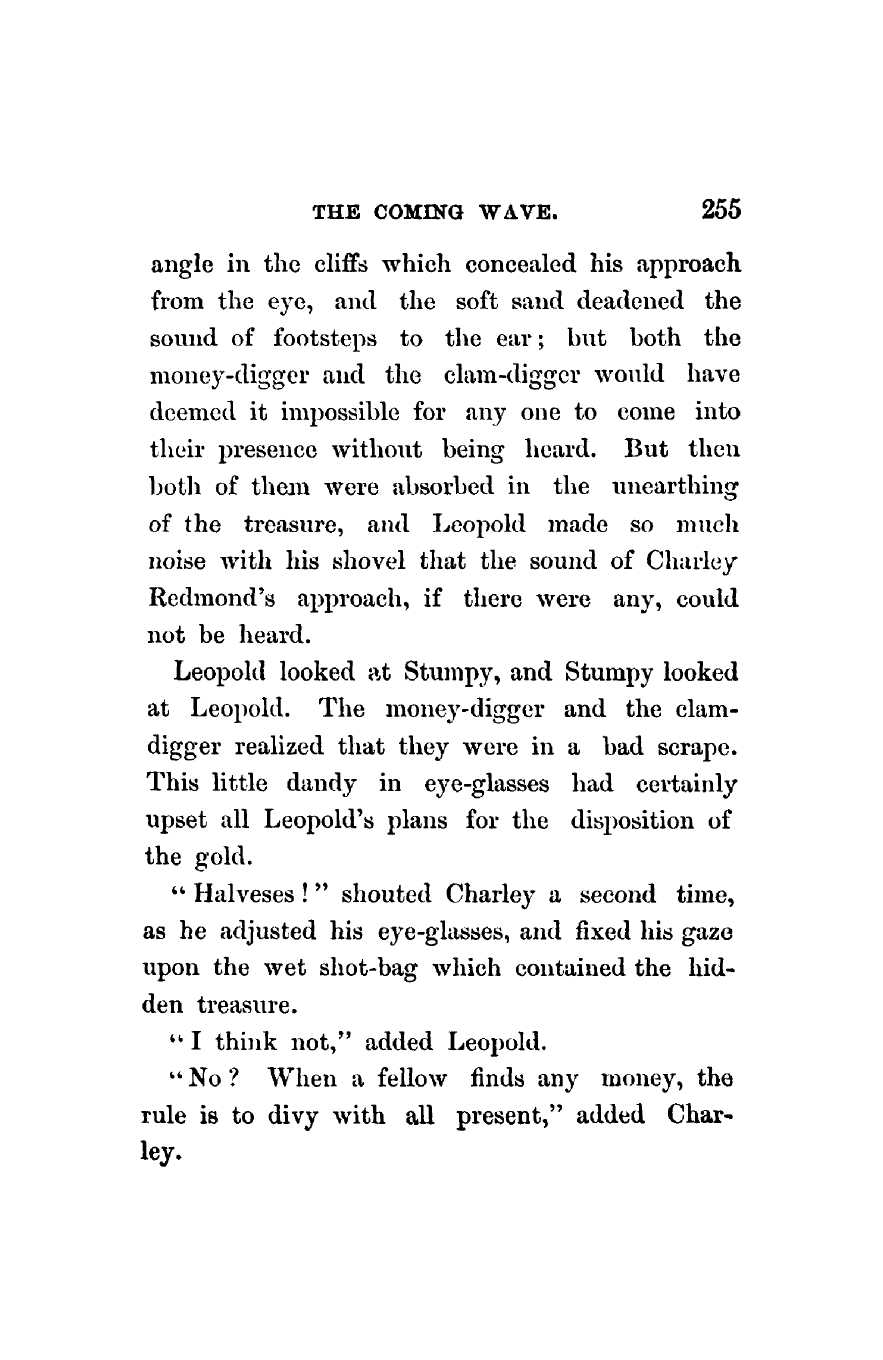 THE COMING WAVE. 255
angle in the cliffs which concealed his approach
from the eye, and the soft sand deadened the
sound of footsteps to the ear; but both the
money-digger and the clam-digger would have
deemed it impossible for any one to come into
their presence without being heard. But then
both of them were absorbed in the unearthing
of the treasure, and Leopold made so much
noise with his shovel that the sound of Charley
Redmond's approach, if there were any, could
not be heard.
Leopold looked at Stumpy, and Stumpy looked
at Leopold. The money-digger and the clam-
digger realized that they were in a bad scrape.
This little dandy in eye-glasses had certainly
upset all Leopold's plans for the disposition of
the gold.
"Halveses!" shouted Charley a second time,
as he adjusted his eye-glasses, and fixed his gaze
upon the wet shot-bag which contained the hid-
den treasure.
"I think not," added Leopold.
"No? When a fellow finds any money, the
rule is to divy with all present," added Char-
ley.